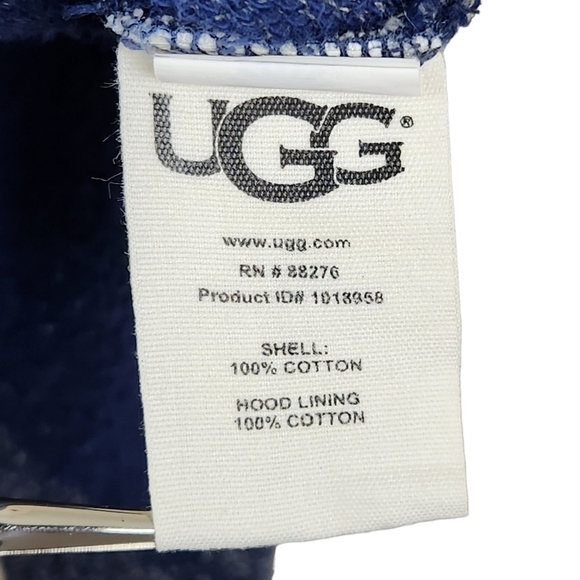 UGG®
www.ugg.com
RN # 88276
Product ID# 1018958
SHELL:
100% COTTON
HOOD LINING
100% COTTON